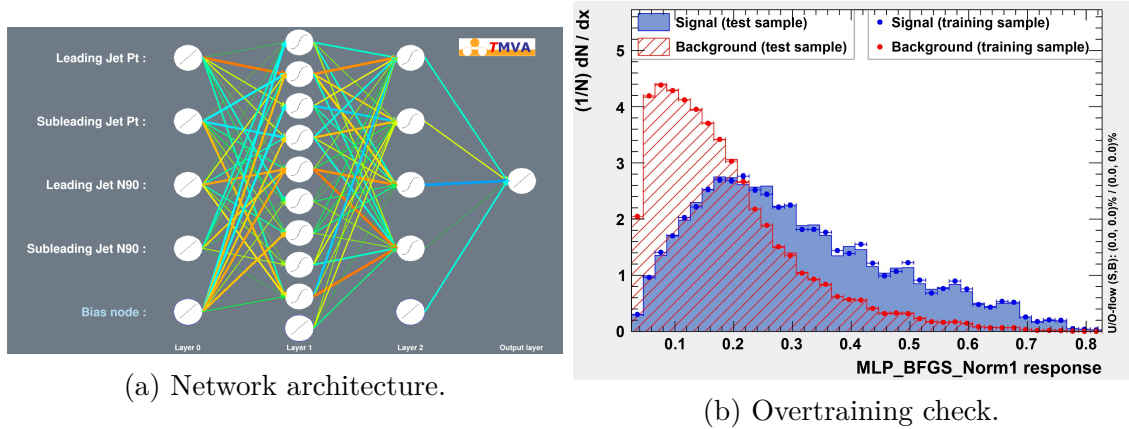 Leading Jet Pt :
Subleading Jet Pt :
Leading Jet N90 :
Subleading Jet N90 :
Bias node :
Layer 0
Layer 1
Layer 2
Output layer
TMVA
(a) Network architecture.
Signal (test sample)
Background (test sample)
Signal (training sample)
Background (training sample)
(1/N) dN / dx
5
4
3
2
1
0
0.1
0.2
0.3
0.4
0.5
0.6
0.7
0.8
MLP_BFGS_Norm1 response
U/O-flow (S,B): (0.0, 0.0)% / (0.0, 0.0)%
(b) Overtraining check.